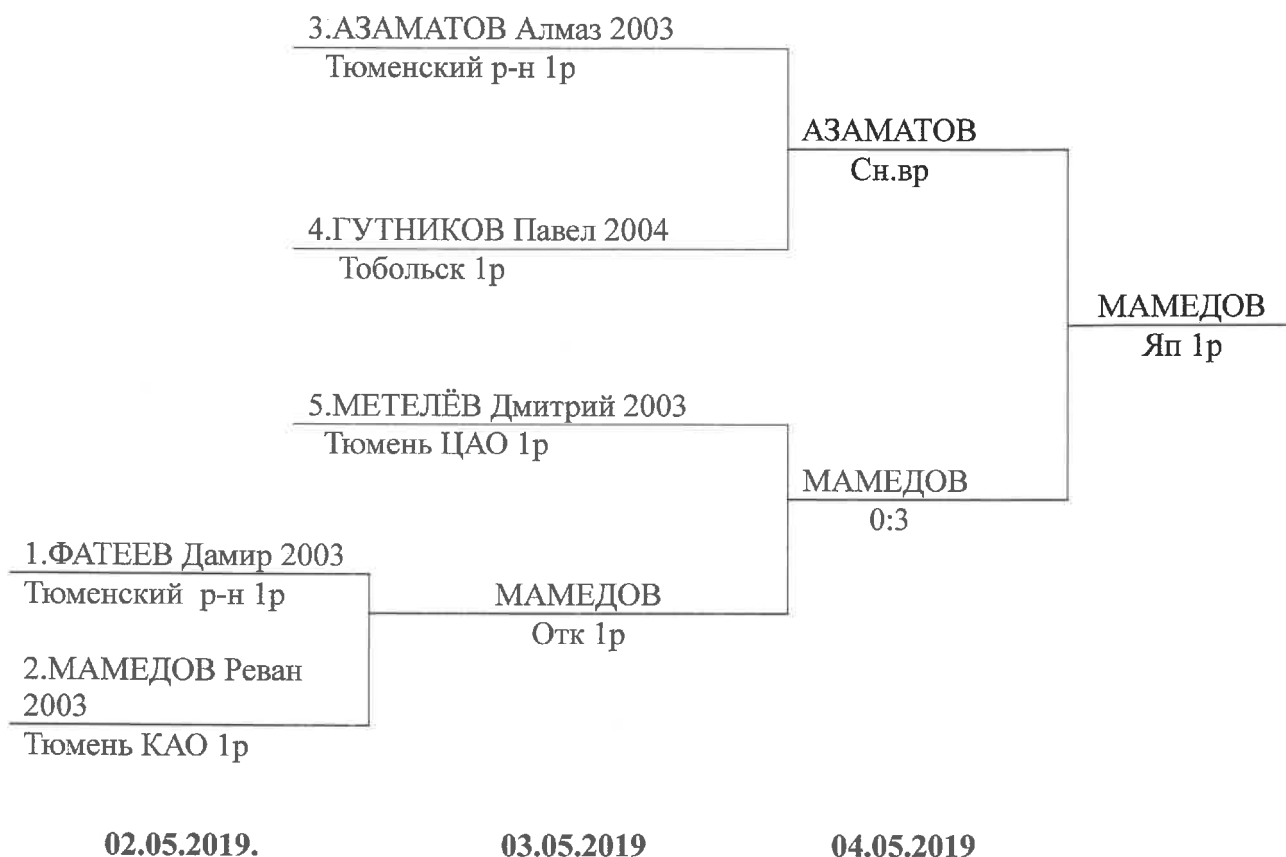 3.АЗАМАТОВ Алмаз 2003
Тюменский р-н 1р
АЗАМАТОВ
Сн.вр
4.ГУТНИКОВ Павел 2004
Тобольск 1р
МАМЕДОВ
Яп 1р
5.МЕТЕЛЁВ Дмитрий 2003
Тюмень ЦАО 1р
МАМЕДОВ
0:3
1.ФАТЕЕВ Дамир 2003
Тюменский р-н 1р
МАМЕДОВ
Отк 1р
2.МАМЕДОВ Реван
2003
Тюмень КАО 1р
02.05.2019. 03.05.2019 04.05.2019